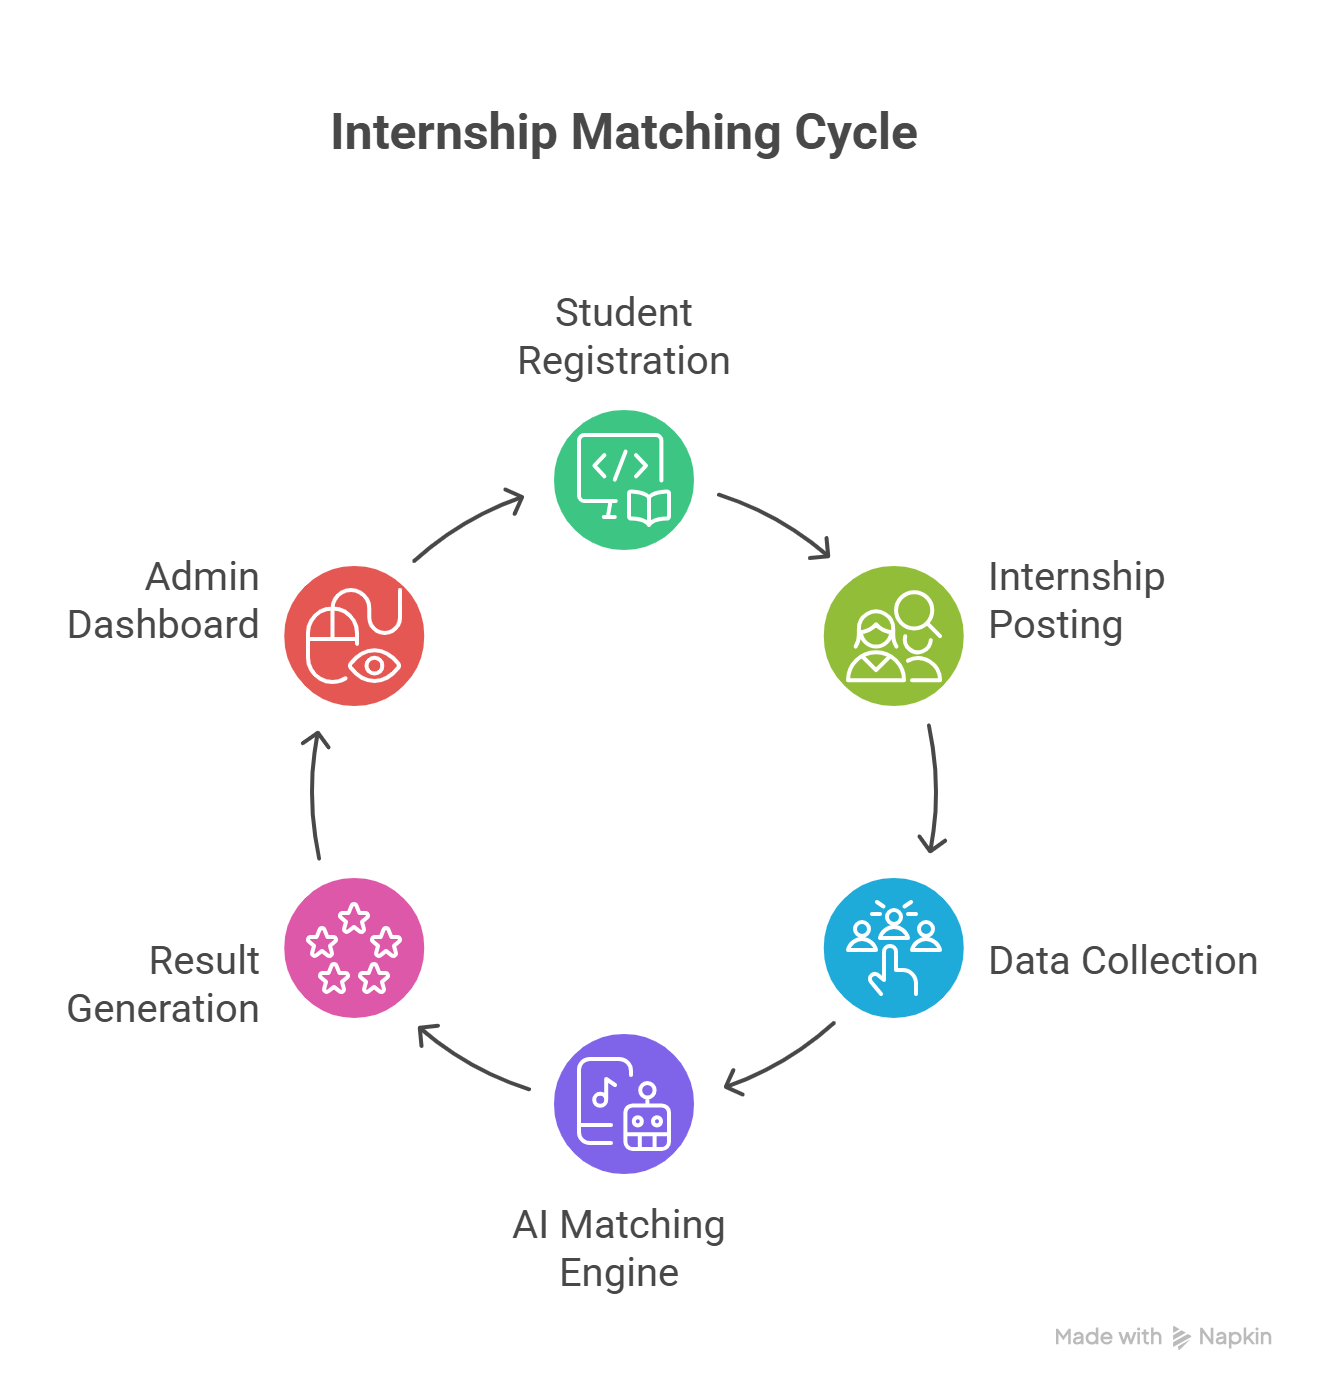 Internship Matching Cycle
Student
Registration
Internship
Posting
Data Collection
AI Matching
Engine
Result
Generation
Admin
Dashboard
Made with Napkin